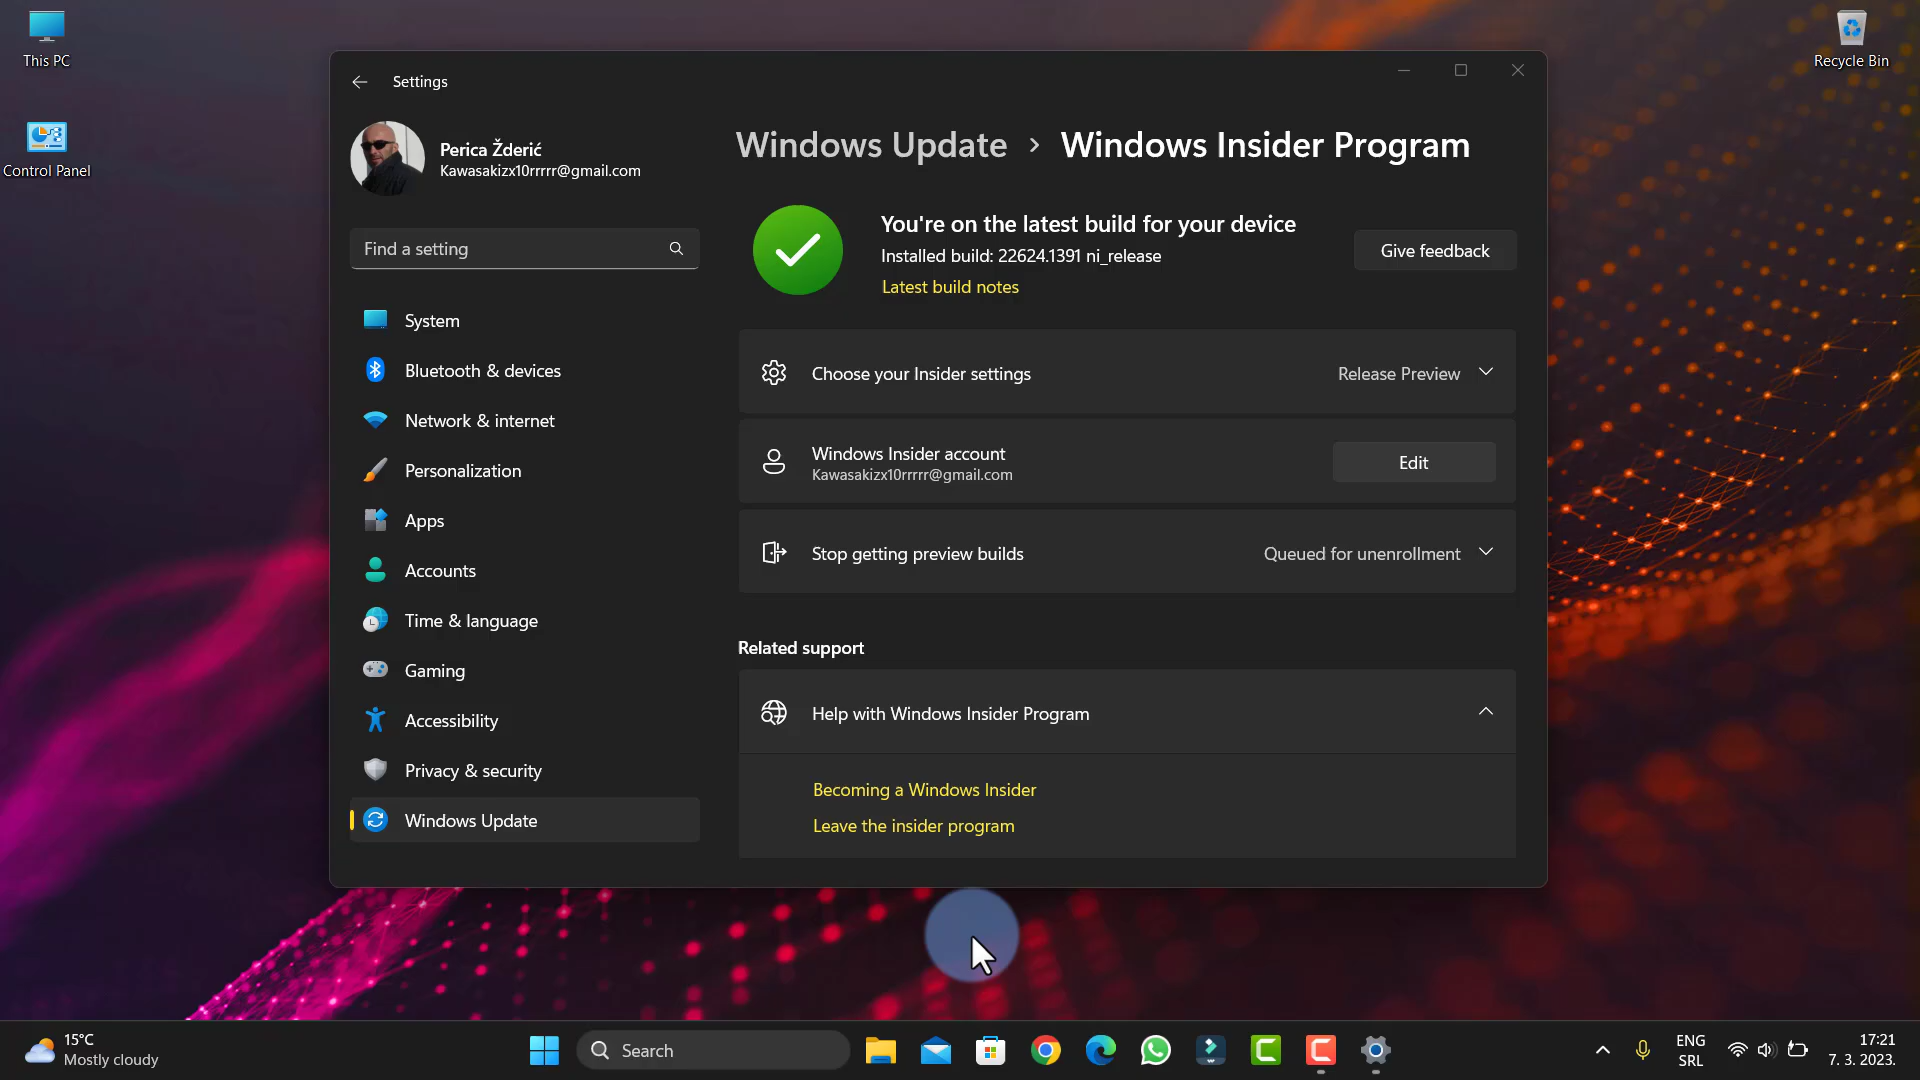 This PC
Control Panel
Recycle Bin
Settings
Perica Žderić
Kawasakizx10rrrrr@gmail.com
Find a setting
System
Bluetooth & devices
Network & internet
Personalization
Apps
Accounts
Time & language
Gaming
Accessibility
Privacy & security
Windows Update
Windows Update > Windows Insider Program
You're on the latest build for your device
Installed build: 22624.1391 ni_release
Latest build notes
Give feedback
Choose your Insider settings
Release Preview
Windows Insider account
Kawasakizx10rrrrr@gmail.com
Edit
Stop getting preview builds
Queued for unenrollment
Related support
Help with Windows Insider Program
Becoming a Windows Insider
Leave the insider program
15°C
Mostly cloudy
Search
ENG
SRL
17:21
7. 3. 2023.